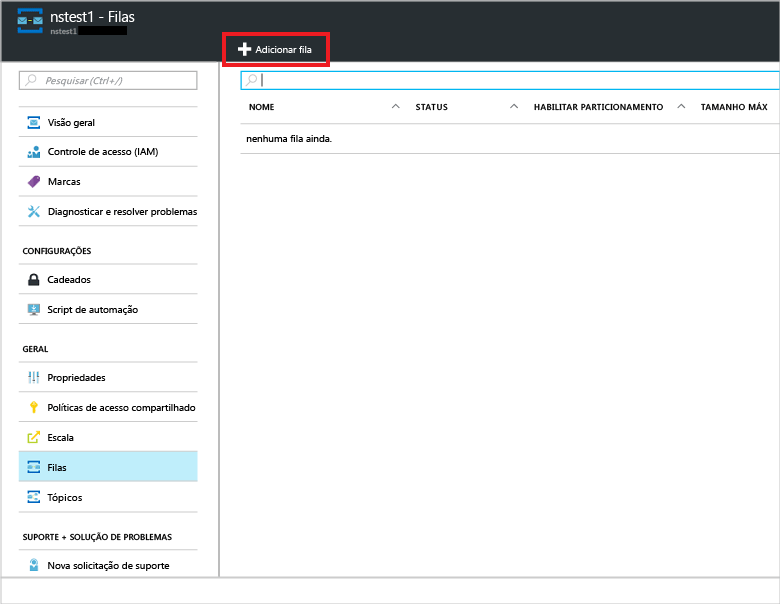 nstest1 - Filas
nstest1
Adicionar fila
Pesquisar (Ctrl+/)
Visão geral
Controle de acesso (IAM)
Marcas
Diagnosticar e resolver problemas
CONFIGURAÇÕES
Cadeados
Script de automação
GERAL
Propriedades
Políticas de acesso compartilhado
Escala
Filas
Tópicos
SUPORTE + SOLUÇÃO DE PROBLEMAS
Nova solicitação de suporte
NOME STATUS HABILITAR PARTICIONAMENTO TAMANHO MÁX
nenhuma fila ainda.